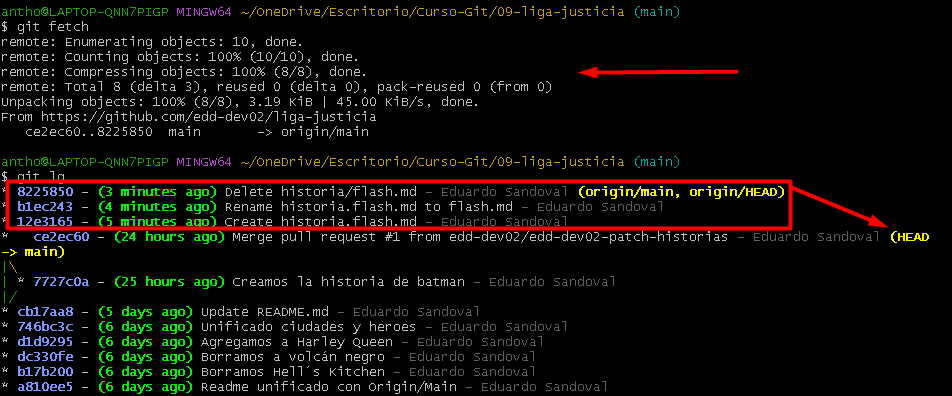 antho@LAPTOP-QNN7PIGP MINGW64 ~/OneDrive/Escritorio/Curso-Git/09-liga-justicia (main)
$ git fetch
remote: Enumerating objects: 10, done.
remote: Counting objects: 100% (10/10), done.
remote: Compressing objects: 100% (8/8), done.
remote: Total 8 (delta 3), reused 0 (delta 0), pack-reused 0 (from 0)
Unpacking objects: 100% (8/8), 3.19 KiB | 45.00 KiB/s, done.
From https://github.com/edd-dev02/liga-justicia
   ce2ec60..8225850  main       -> origin/main

antho@LAPTOP-QNN7PIGP MINGW64 ~/OneDrive/Escritorio/Curso-Git/09-liga-justicia (main)
$ git lg
* 8225850 - (3 minutes ago) Delete historia/flash.md - Eduardo Sandoval (origin/main, origin/HEAD)
* b1ec243 - (4 minutes ago) Rename historia.flash.md to flash.md - Eduardo Sandoval
* 12e3165 - (5 minutes ago) Create historia.flash.md - Eduardo Sandoval
*   ce2ec60 - (24 hours ago) Merge pull request #1 from edd-dev02/edd-dev02-patch-historias - Eduardo Sandoval (HEAD
-> main)
|\
| * 7727c0a - (25 hours ago) Creamos la historia de batman - Eduardo Sandoval
|/
* cb17aa8 - (5 days ago) Update README.md - Eduardo Sandoval
* 746bc3c - (6 days ago) Unificado ciudades y heroes - Eduardo Sandoval
* d1d9295 - (6 days ago) Agregamos a Harley Queen - Eduardo Sandoval
* dc330fe - (6 days ago) Borramos a volcán negro - Eduardo Sandoval
* b17b200 - (6 days ago) Borramos Hell´s Kitchen - Eduardo Sandoval
* a810ee5 - (6 days ago) Readme unificado con Origin/Main - Eduardo Sandoval